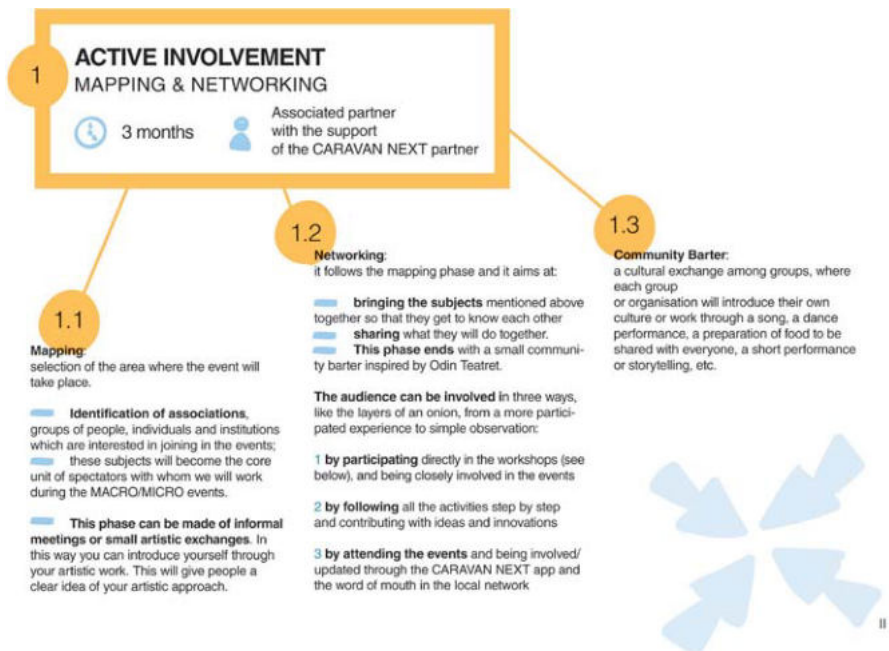 1
ACTIVE INVOLVEMENT
MAPPING & NETWORKING
3 months
Associated partner
with the support
of the CARAVAN NEXT partner
1.1
Mapping:
selection of the area where the event will
take place.
Identification of associations,
groups of people, individuals and institutions
which are interested in joining in the events;
these subjects will become the core
unit of spectators with whom we will work
during the MACRO/MICRO events.
This phase can be made of informal
meetings or small artistic exchanges. In
this way you can introduce yourself through
your artistic work. This will give people a
clear idea of your artistic approach.
1.2
Networking:
it follows the mapping phase and it aims at:
bringing the subjects mentioned above
together so that they get to know each other
sharing what they will do together.
This phase ends with a small communi-
ty barter inspired by Odin Teatret.
The audience can be involved in three ways,
like the layers of an onion, from a more partici-
pated experience to simple observation:
1 by participating directly in the workshops (see
below), and being closely involved in the events
2 by following all the activities step by step
and contributing with ideas and innovations
3 by attending the events and being involved/
updated through the CARAVAN NEXT app and
the word of mouth in the local network
1.3
Community Barter:
a cultural exchange among groups, where
each group
or organisation will introduce their own
culture or work through a song, a dance
performance, a preparation of food to be
shared with everyone, a short performance
or storytelling, etc.
II